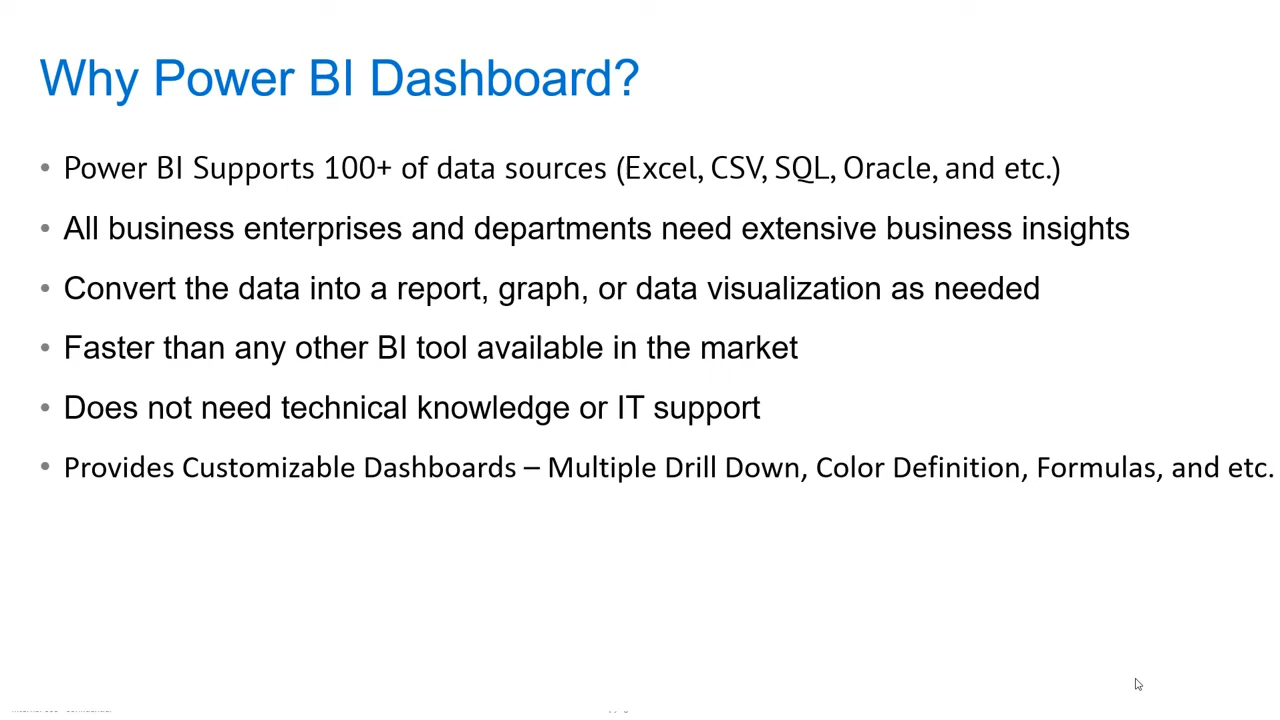 Why Power BI Dashboard?
• Power BI Supports 100+ of data sources (Excel, CSV, SQL, Oracle, and etc.)
• All business enterprises and departments need extensive business insights
• Convert the data into a report, graph, or data visualization as needed
• Faster than any other BI tool available in the market
• Does not need technical knowledge or IT support
• Provides Customizable Dashboards – Multiple Drill Down, Color Definition, Formulas, and etc.